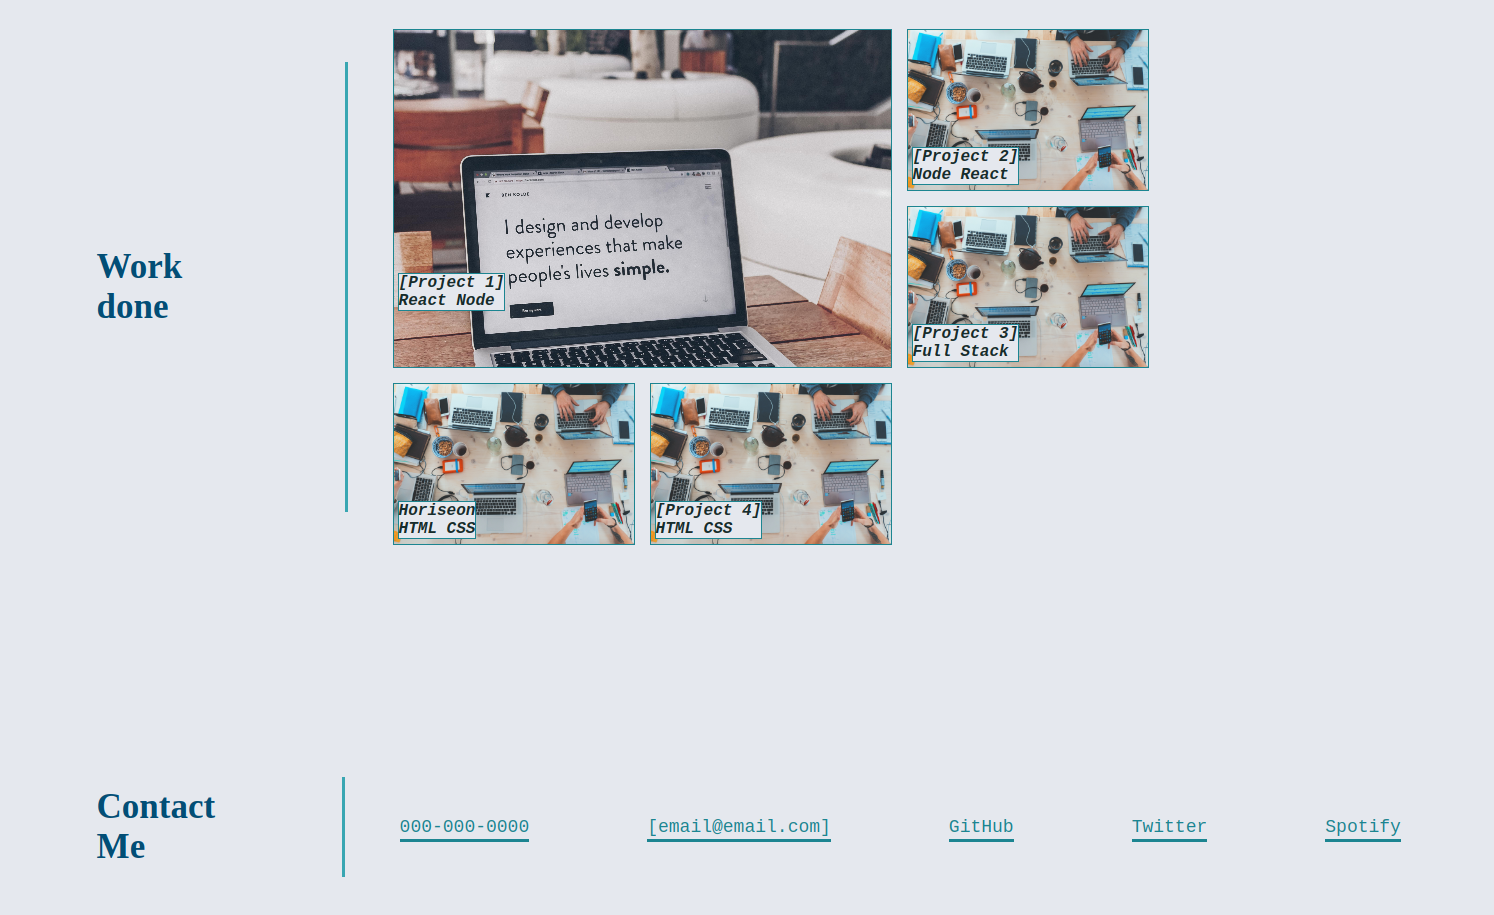 Work
done
I design and develop
experiences that make
people's lives simple.
[Project 1]
React Node
[Project 2]
Node React
[Project 3]
Full Stack
Horiseon
HTML CSS
[Project 4]
HTML CSS
Contact
Me
000-000-0000
[email@email.com]
GitHub
Twitter
Spotify